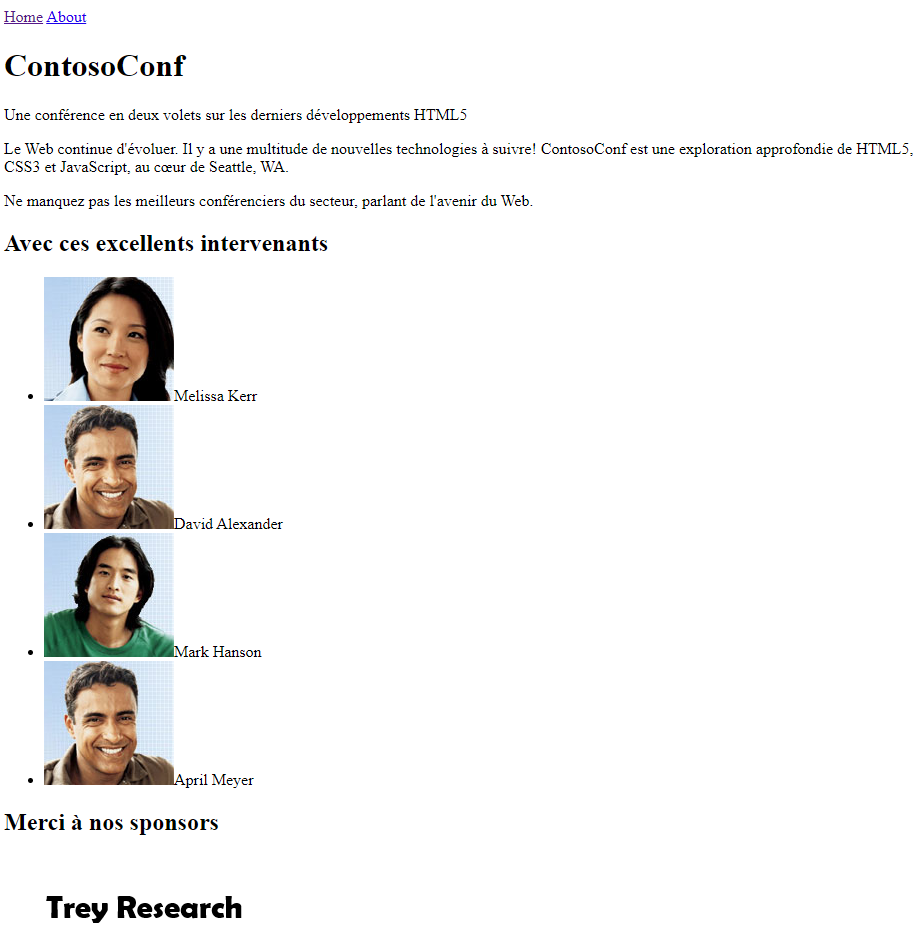 Home About
ContosoConf
Une conférence en deux volets sur les derniers développements HTML5
Le Web continue d'évoluer. Il y a une multitude de nouvelles technologies à suivre! ContosoConf est une exploration approfondie de HTML5,
CSS3 et JavaScript, au cœur de Seattle, WA.
Ne manquez pas les meilleurs conférenciers du secteur, parlant de l'avenir du Web.
Avec ces excellents intervenants
Melissa Kerr
David Alexander
Mark Hanson
April Meyer
Merci à nos sponsors
Trey Research